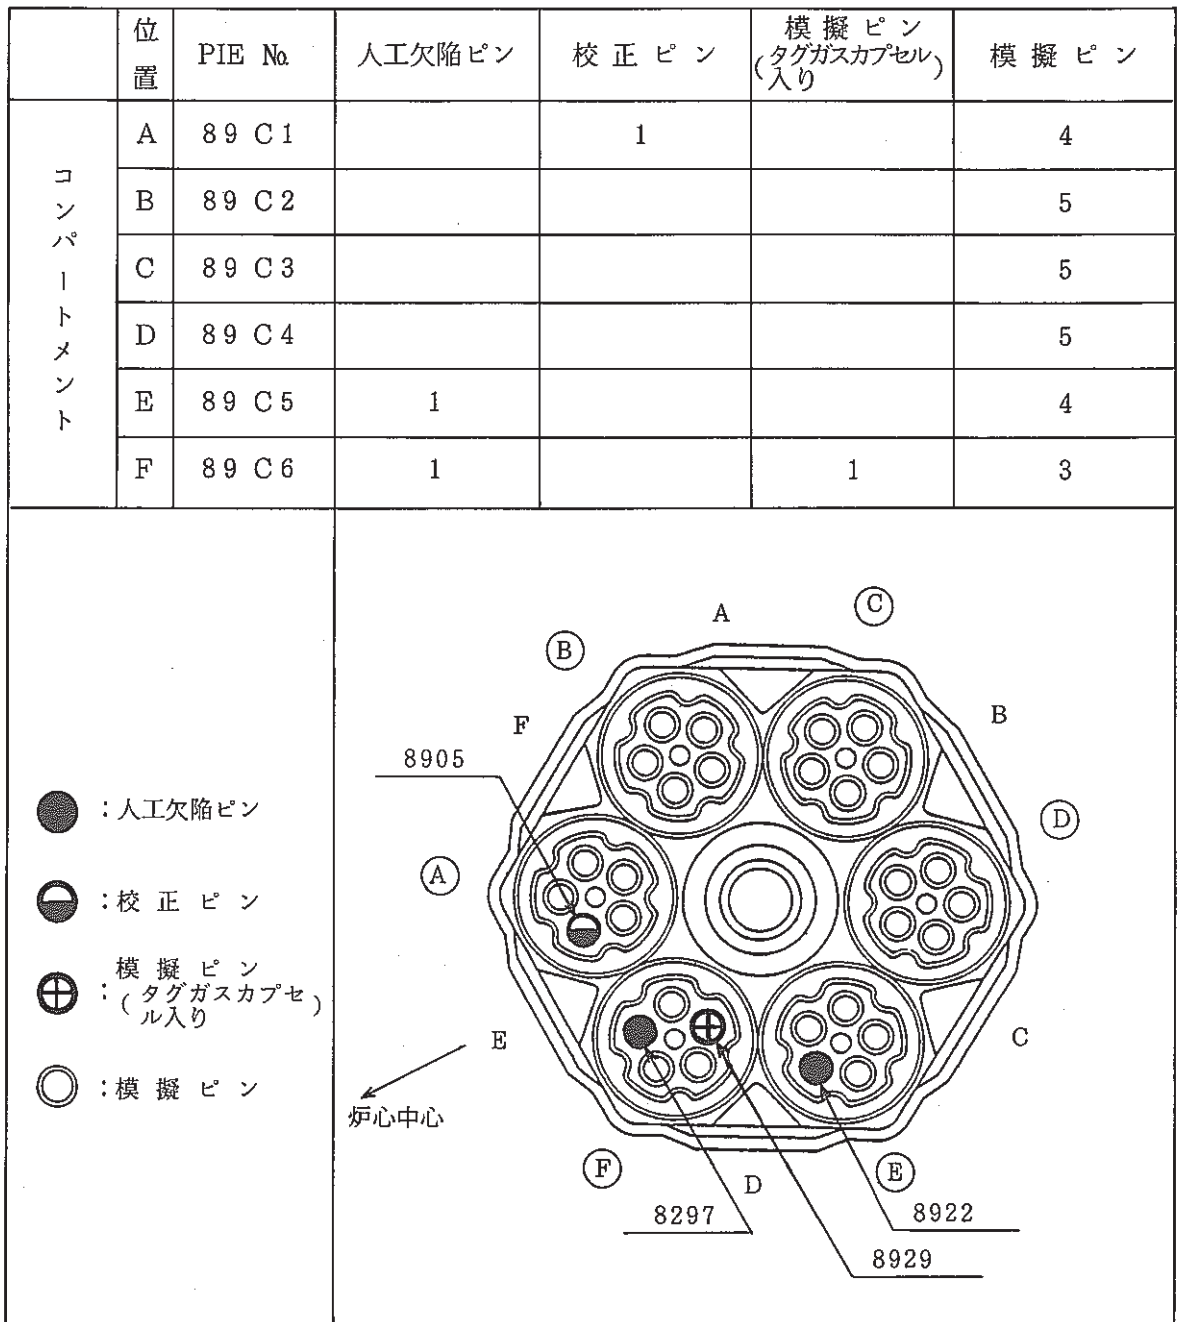 位置 PIE № 人工欠陥ピン 校正ピン 模擬ピン(タグガスカプセル入り) 模擬ピン
コンパートメント
A 89 C1 1 4
B 89 C2 5
C 89 C3 5
D 89 C4 5
E 89 C5 1 4
F 89 C6 1 1 3
A
Ⓒ
Ⓑ
F
B
8905
:人工欠陥ピン
Ⓓ
Ⓐ
:校正ピン
:模擬ピン
(タグガスカプセ
ル入り)
E
C
:模擬ピン
炉心中心
Ⓕ
D
Ⓔ
8297
8922
8929